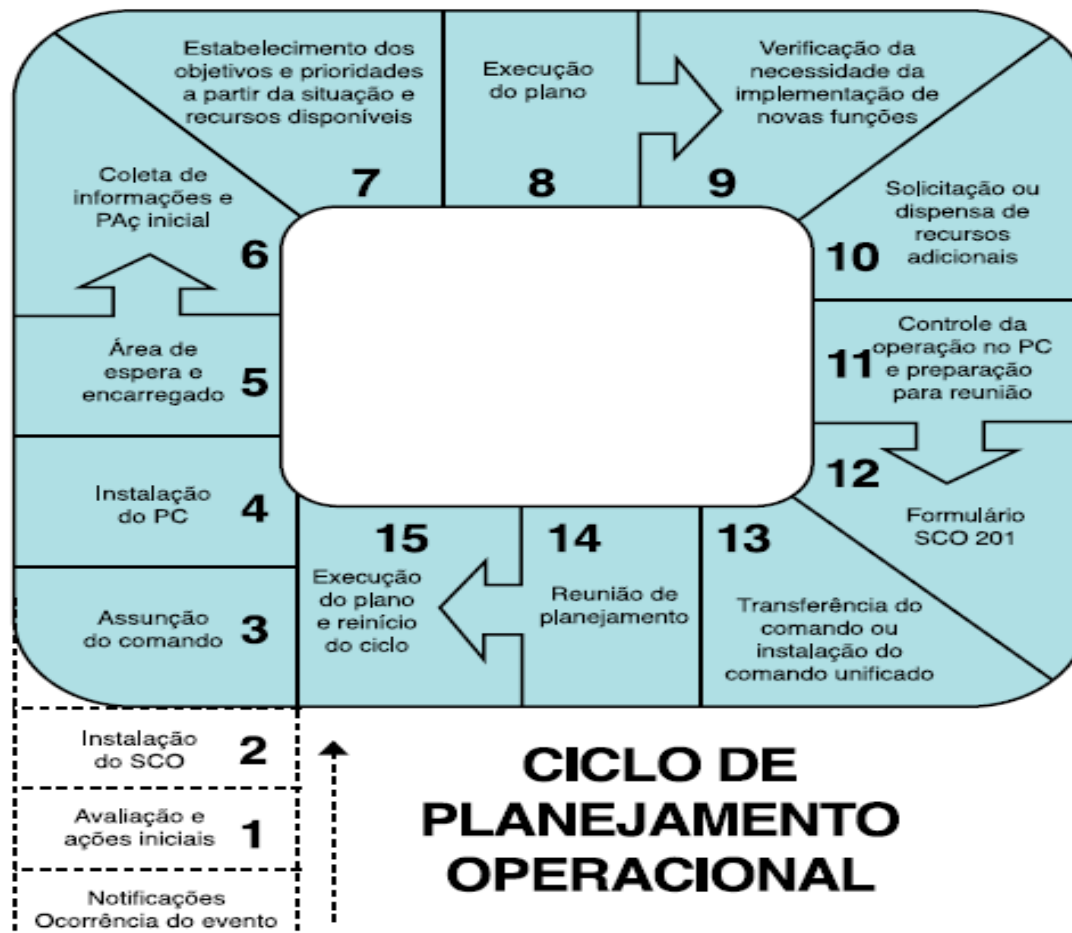 Estabelecimento dos
objetivos e prioridades
a partir da situação e
recursos disponíveis
7
Execução
do plano
8
Verificação da
necessidade da
implementação de
novas funções
9
Coleta de
informações e
PAç inicial
6
Solicitação ou
dispensa de
recursos
adicionais
10
Área de
espera e
encarregado
5
Controle da
operação no PC
e preparação
para reunião
11
Instalação
do PC
4
12
Formulário
SCO 201
Assunção
do comando
3
15
Execução
do plano
e reinício
do ciclo
14
Reunião de
planejamento
13
Transferência do
comando ou
instalação do
comando unificado
Instalação
do SCO
2
Avaliação e
ações iniciais
1
Notificações
Ocorrência do evento
CICLO DE
PLANEJAMENTO
OPERACIONAL